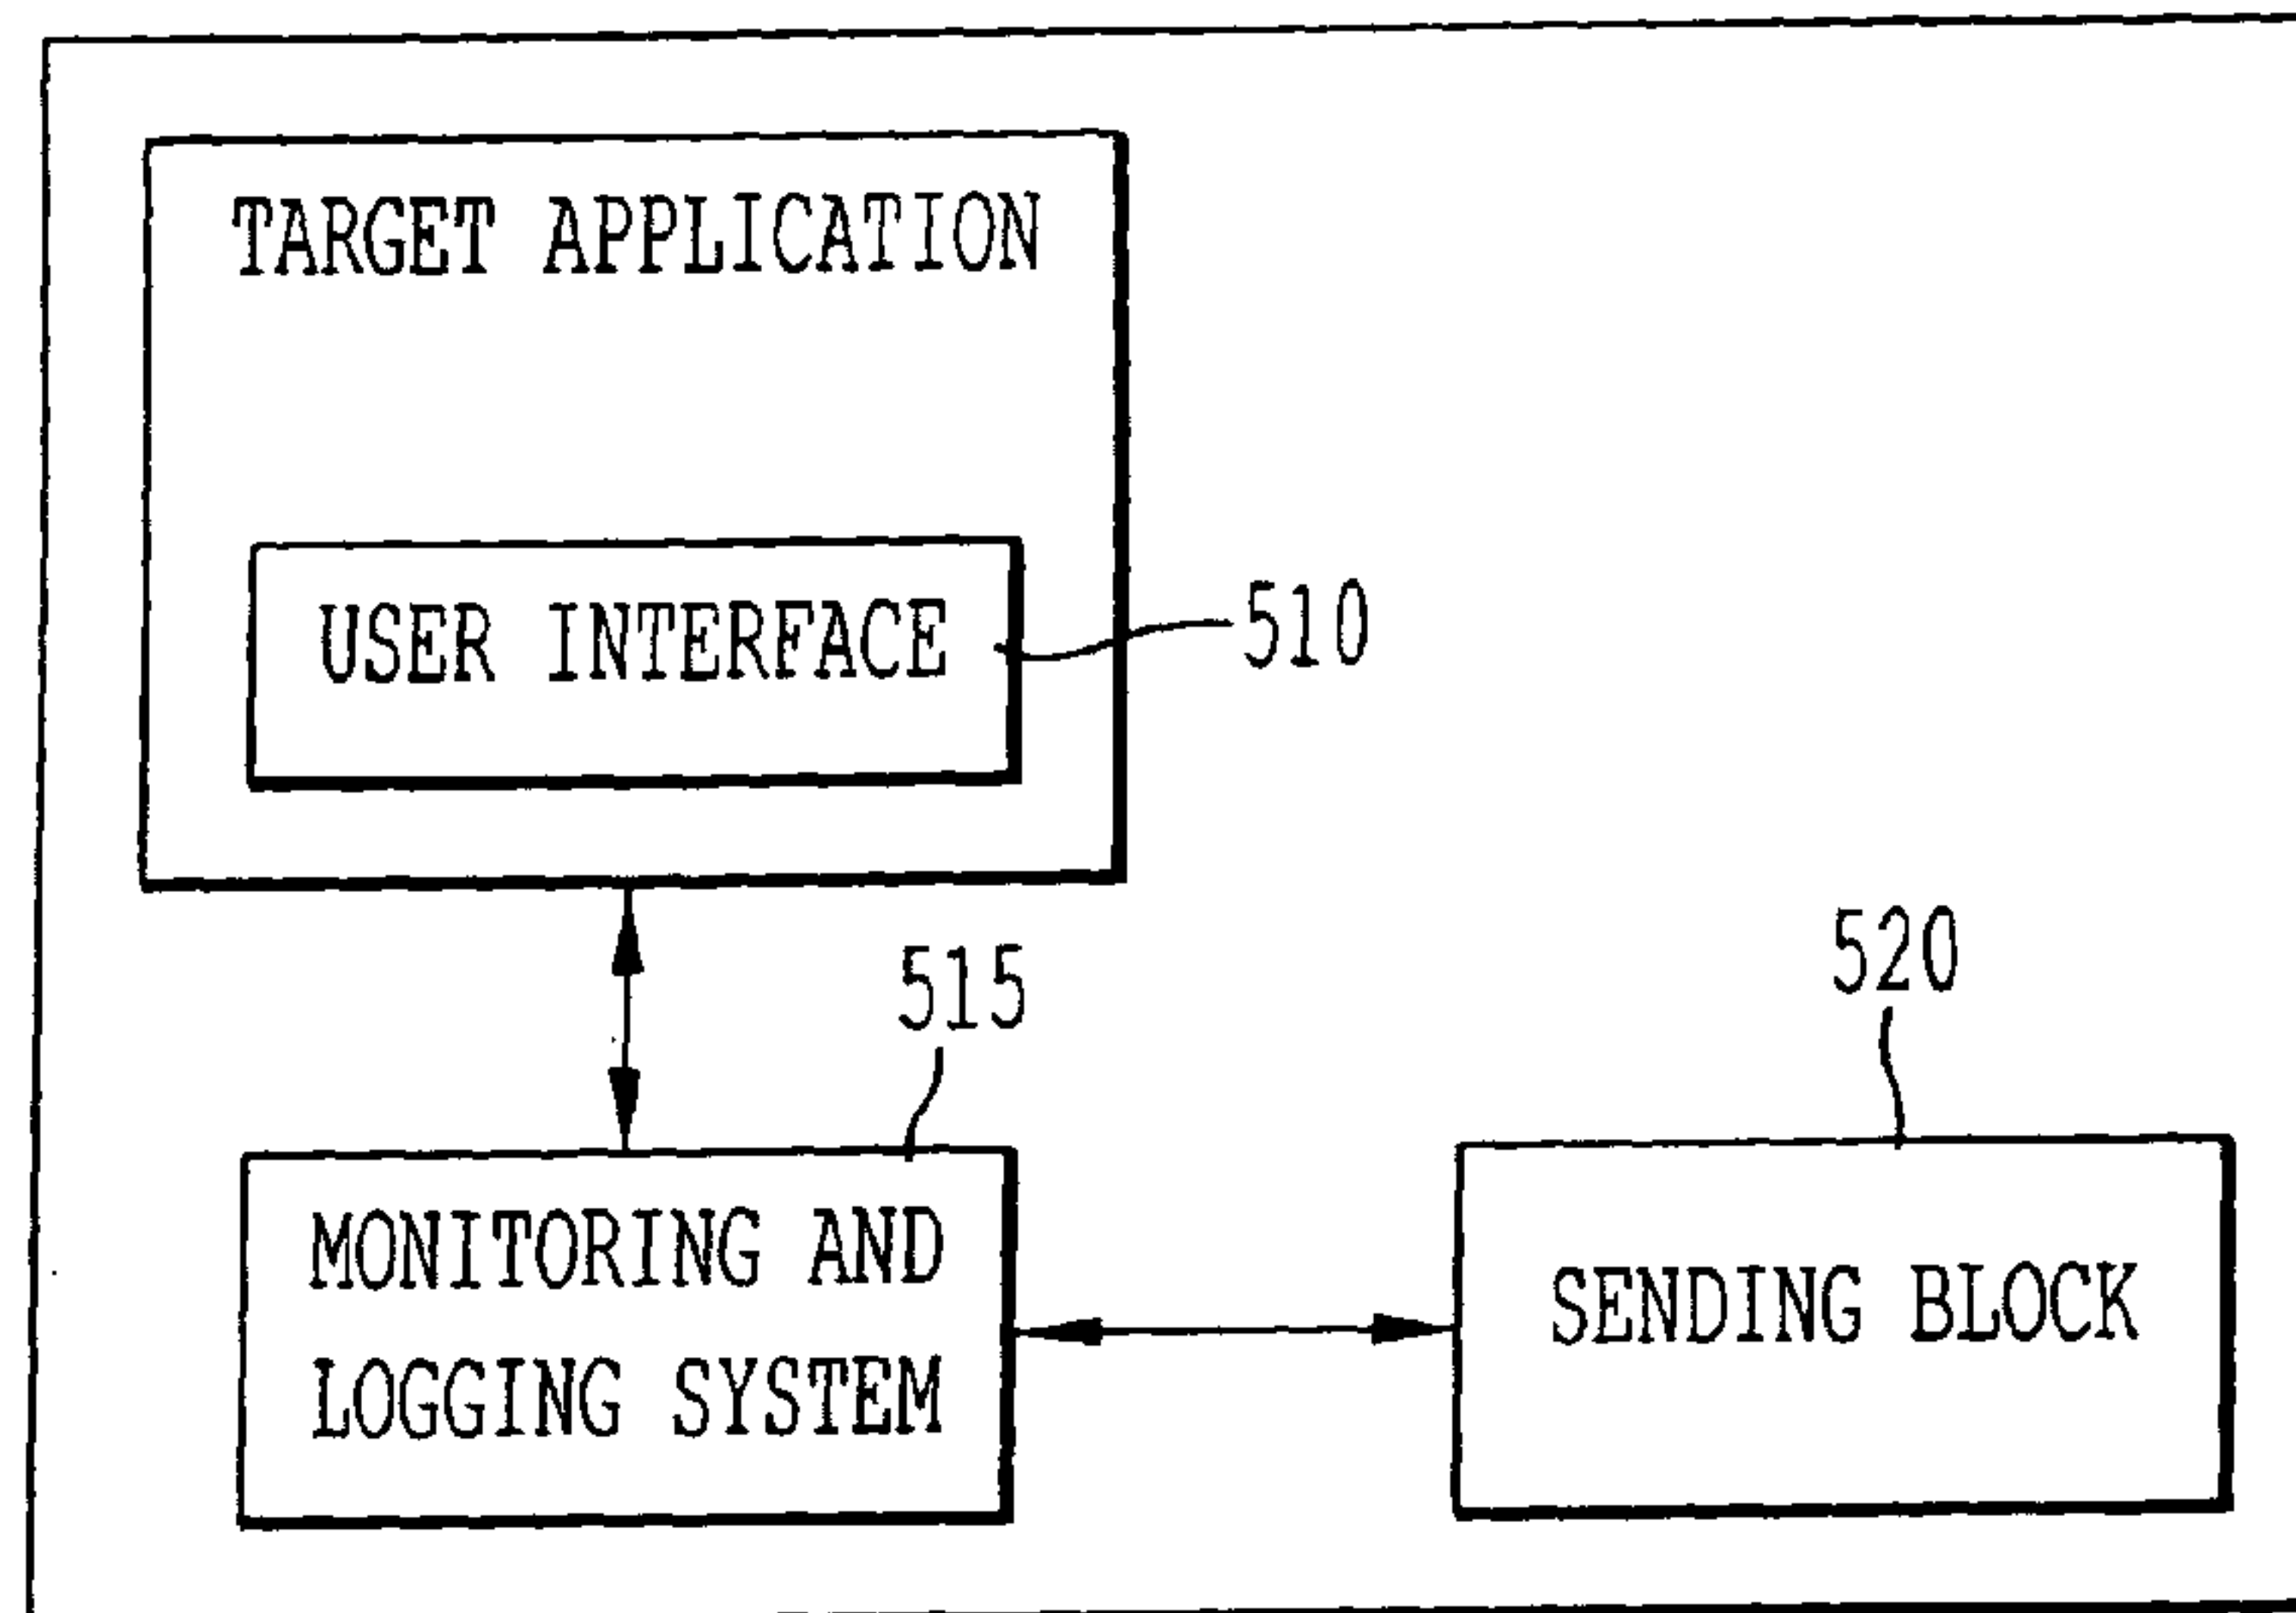 TARGET APPLICATION
USER INTERFACE
510
515
520
MONITORING AND
LOGGING SYSTEM
SENDING BLOCK